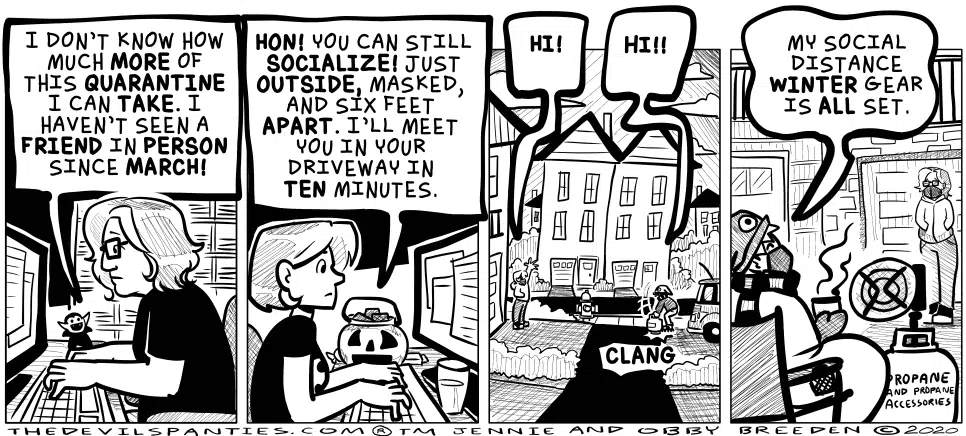 I DON'T KNOW HOW
MUCH MORE OF
THIS QUARANTINE
I CAN TAKE. I
HAVEN'T SEEN A
FRIEND IN PERSON
SINCE MARCH!
HON! YOU CAN STILL
SOCIALIZE! JUST
OUTSIDE, MASKED,
AND SIX FEET
APART. I'LL MEET
YOU IN YOUR
DRIVEWAY IN
TEN MINUTES.
HI!
HI!!
CLANG
MY SOCIAL
DISTANCE
WINTER GEAR
IS ALL SET.
PROPANE
AND PROPANE
ACCESSORIES
THEDEVILSPANTIES.COM ® TM JENNIE AND OBBY BREEDEN © 2020